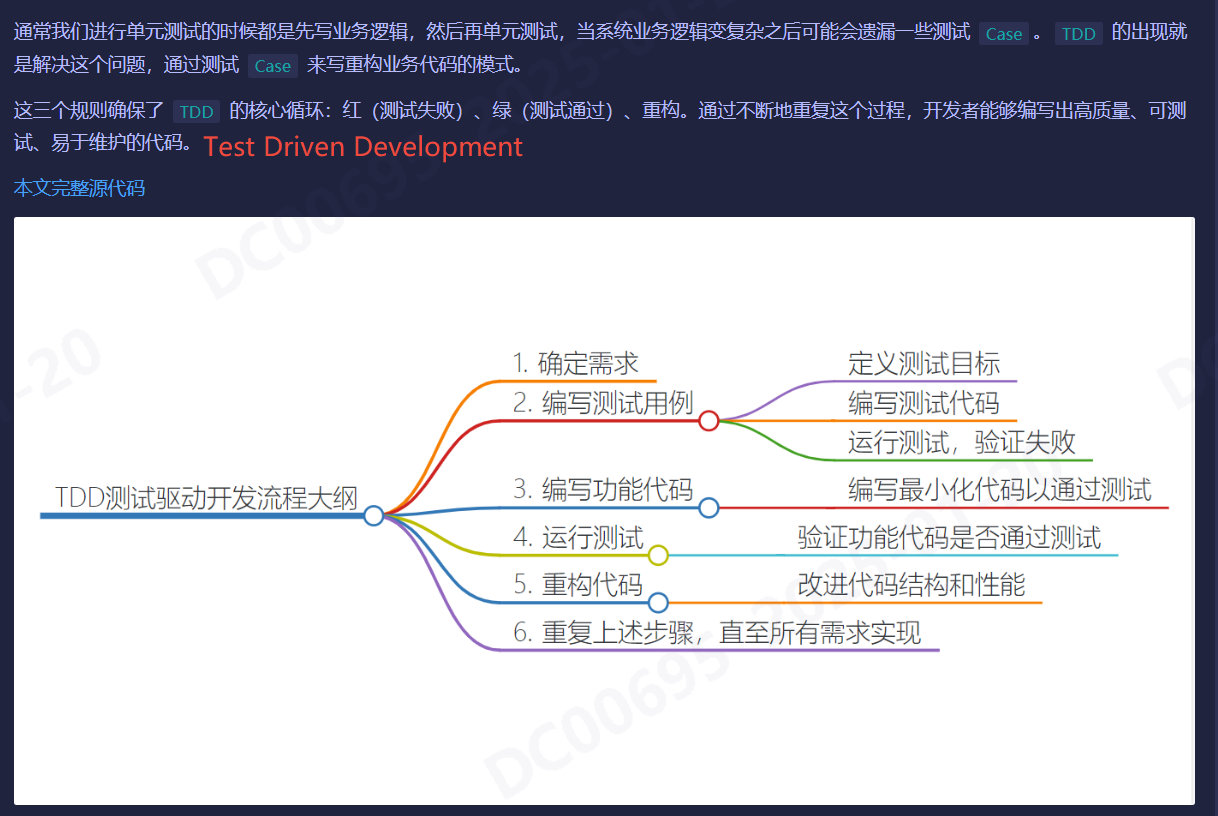 通常我们进行单元测试的时候都是先写业务逻辑，然后再单元测试，当系统业务逻辑变复杂之后可能会遗漏一些测试 Case 。 TDD 的出现就
是解决这个问题，通过测试 Case 来写重构业务代码的模式。
这三个规则确保了 TDD 的核心循环：红（测试失败）、绿（测试通过）、重构。通过不断地重复这个过程，开发者能够编写出高质量、可测
试、易于维护的代码。 Test Driven Development
本文完整源代码
TDD测试驱动开发流程大纲
1. 确定需求
2. 编写测试用例
定义测试目标
编写测试代码
运行测试，验证失败
3. 编写功能代码
编写最小化代码以通过测试
4. 运行测试
验证功能代码是否通过测试
5. 重构代码
改进代码结构和性能
6. 重复上述步骤，直至所有需求实现